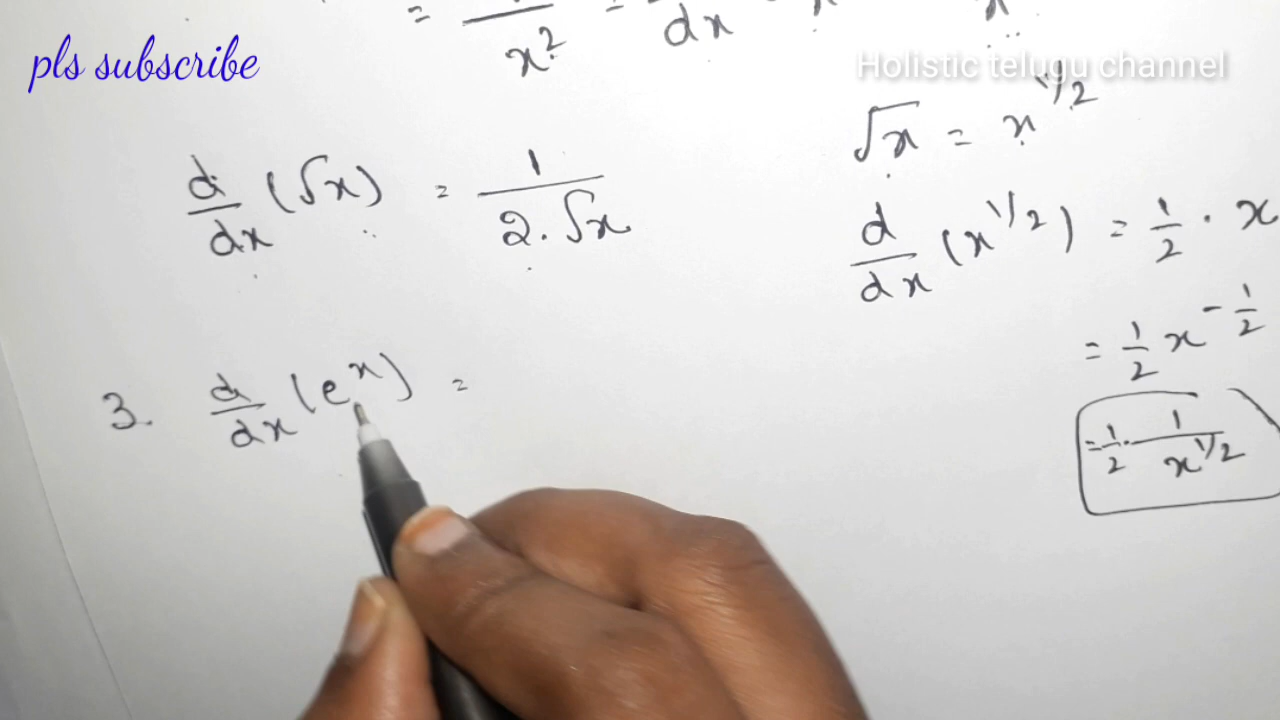 pls subscribe
Holistic telugu channel
= x² = dx
d/dx (√x) = 1/2.√x
√x = x^1/2
d/dx (x^1/2) = 1/2 · x
= 1/2 x^-1/2
= 1/2 · 1/x^1/2
3. d/dx (e^x) =